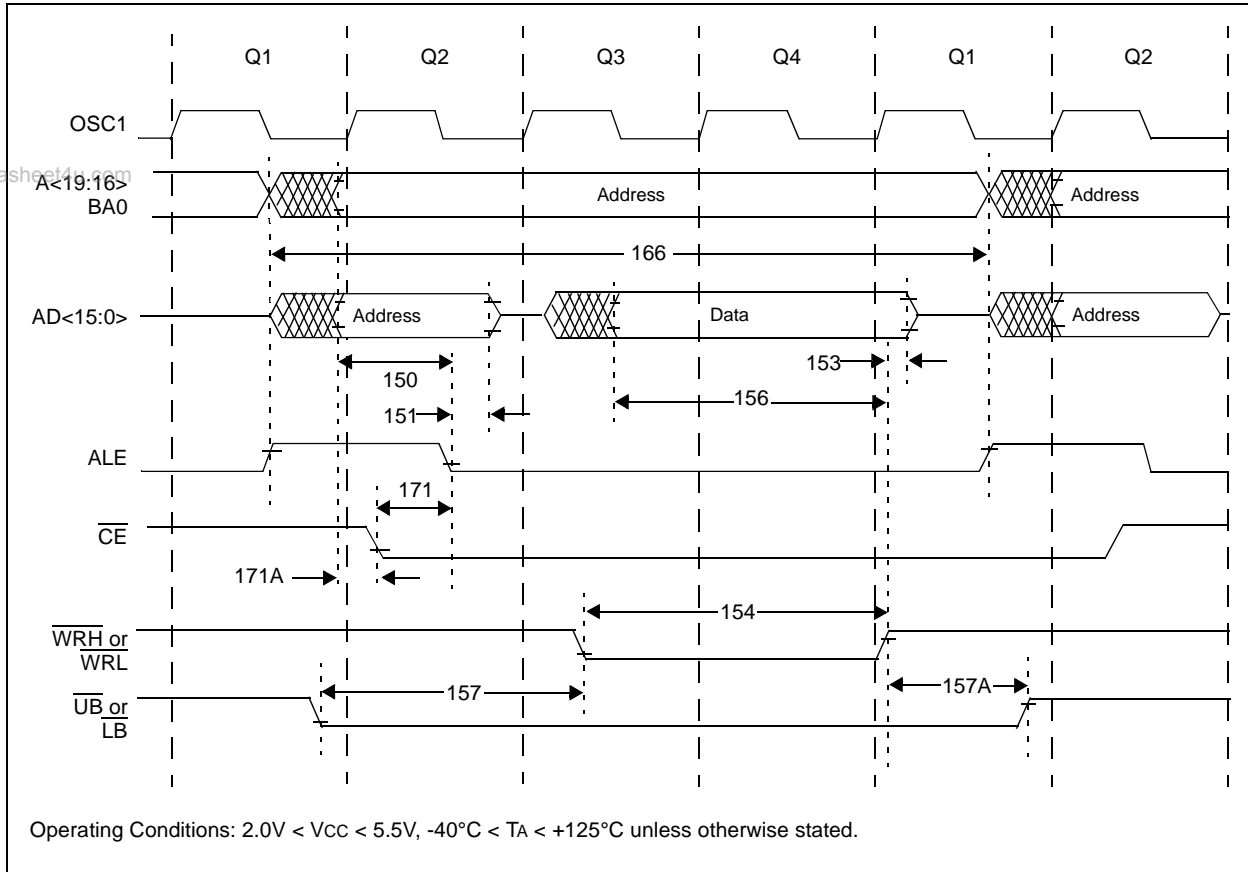 Q1 Q2 Q3 Q4 Q1 Q2
OSC1
asheet4u.com
A<19:16>
BA0
Address
Address
166
AD<15:0>
Address
Data
Address
150
153
151
156
ALE
171
CE
171A
154
WRH or
WRL
157
157A
UB or
LB
Operating Conditions: 2.0V < VCC < 5.5V, -40°C < TA < +125°C unless otherwise stated.